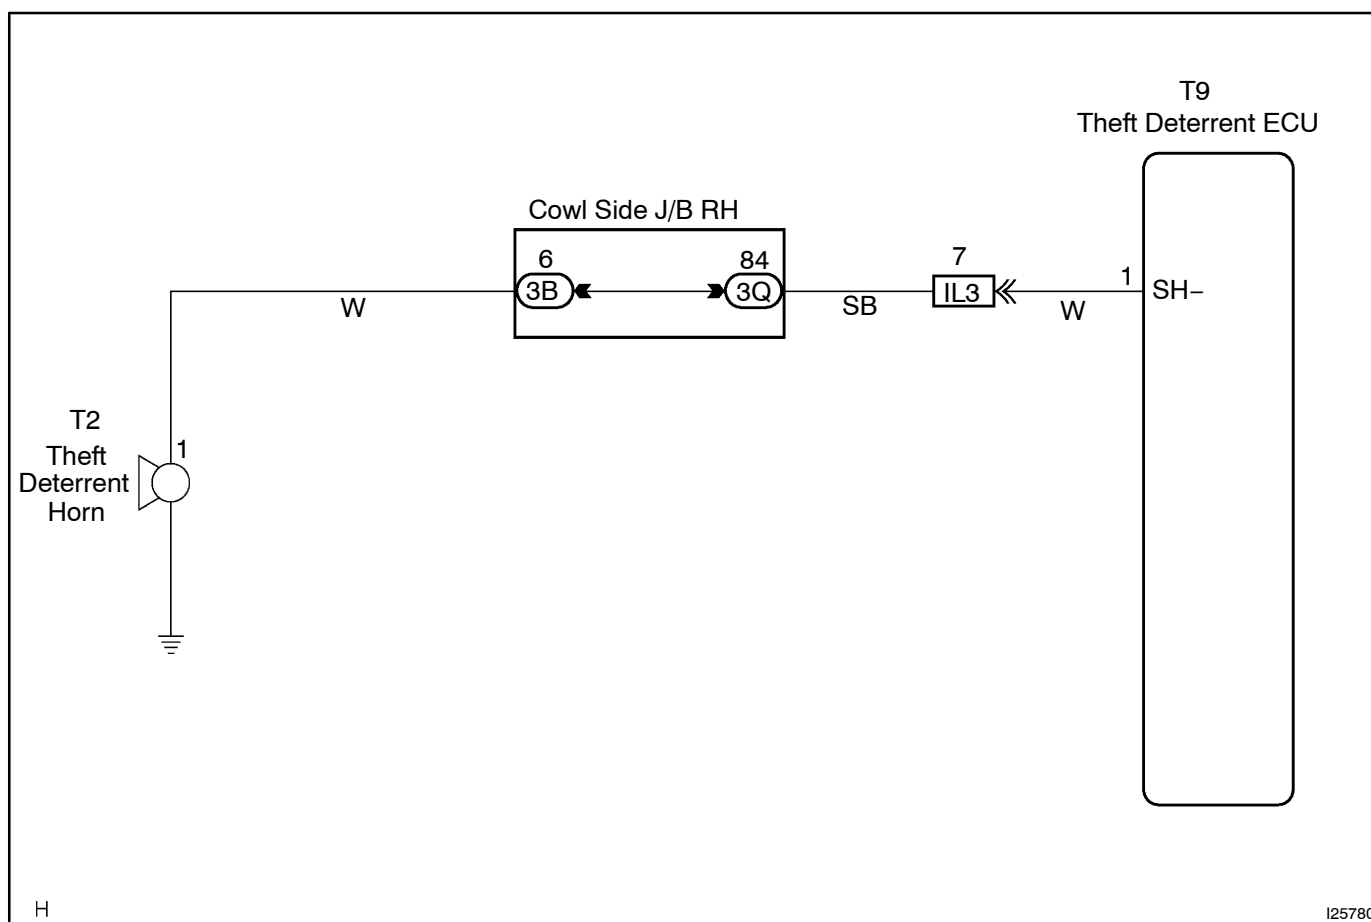 T9
Theft Deterrent ECU
Cowl Side J/B RH
6
84
7
1
3B
3Q
IL3
SH−
W
SB
W
T2
1
Theft
Deterrent
Horn
H
I25780